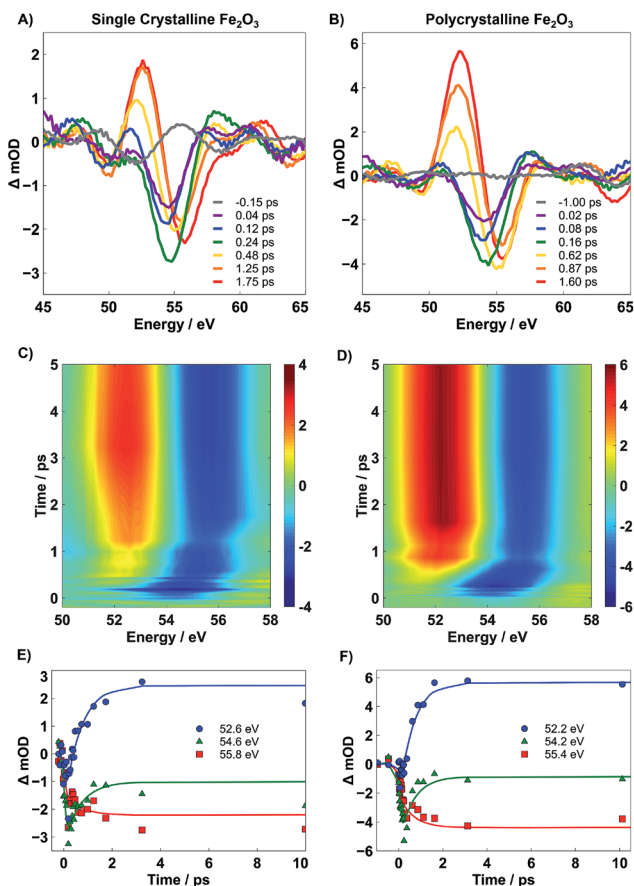 A) Single Crystalline Fe₂O₃
B) Polycrystalline Fe₂O₃
2
1
0
-1
-2
-3
Δ mOD
-0.15 ps
0.04 ps
0.12 ps
0.24 ps
0.48 ps
1.25 ps
1.75 ps
45 50 55 60 65
Energy / eV
6
4
2
0
-2
-4
Δ mOD
-1.00 ps
0.02 ps
0.08 ps
0.16 ps
0.62 ps
0.87 ps
1.60 ps
45 50 55 60 65
Energy / eV
C)
5
4
3
2
1
0
Time / ps
50 52 54 56 58
Energy / eV
4
2
0
-2
-4
D)
5
4
3
2
1
0
Time / ps
50 52 54 56 58
Energy / eV
6
4
2
0
-2
-4
-6
E)
3
2
1
0
-1
-2
-3
Δ mOD
52.6 eV
54.6 eV
55.8 eV
0 2 4 6 8 10
Time / ps
F)
6
4
2
0
-2
-4
-6
Δ mOD
52.2 eV
54.2 eV
55.4 eV
0 2 4 6 8 10
Time / ps